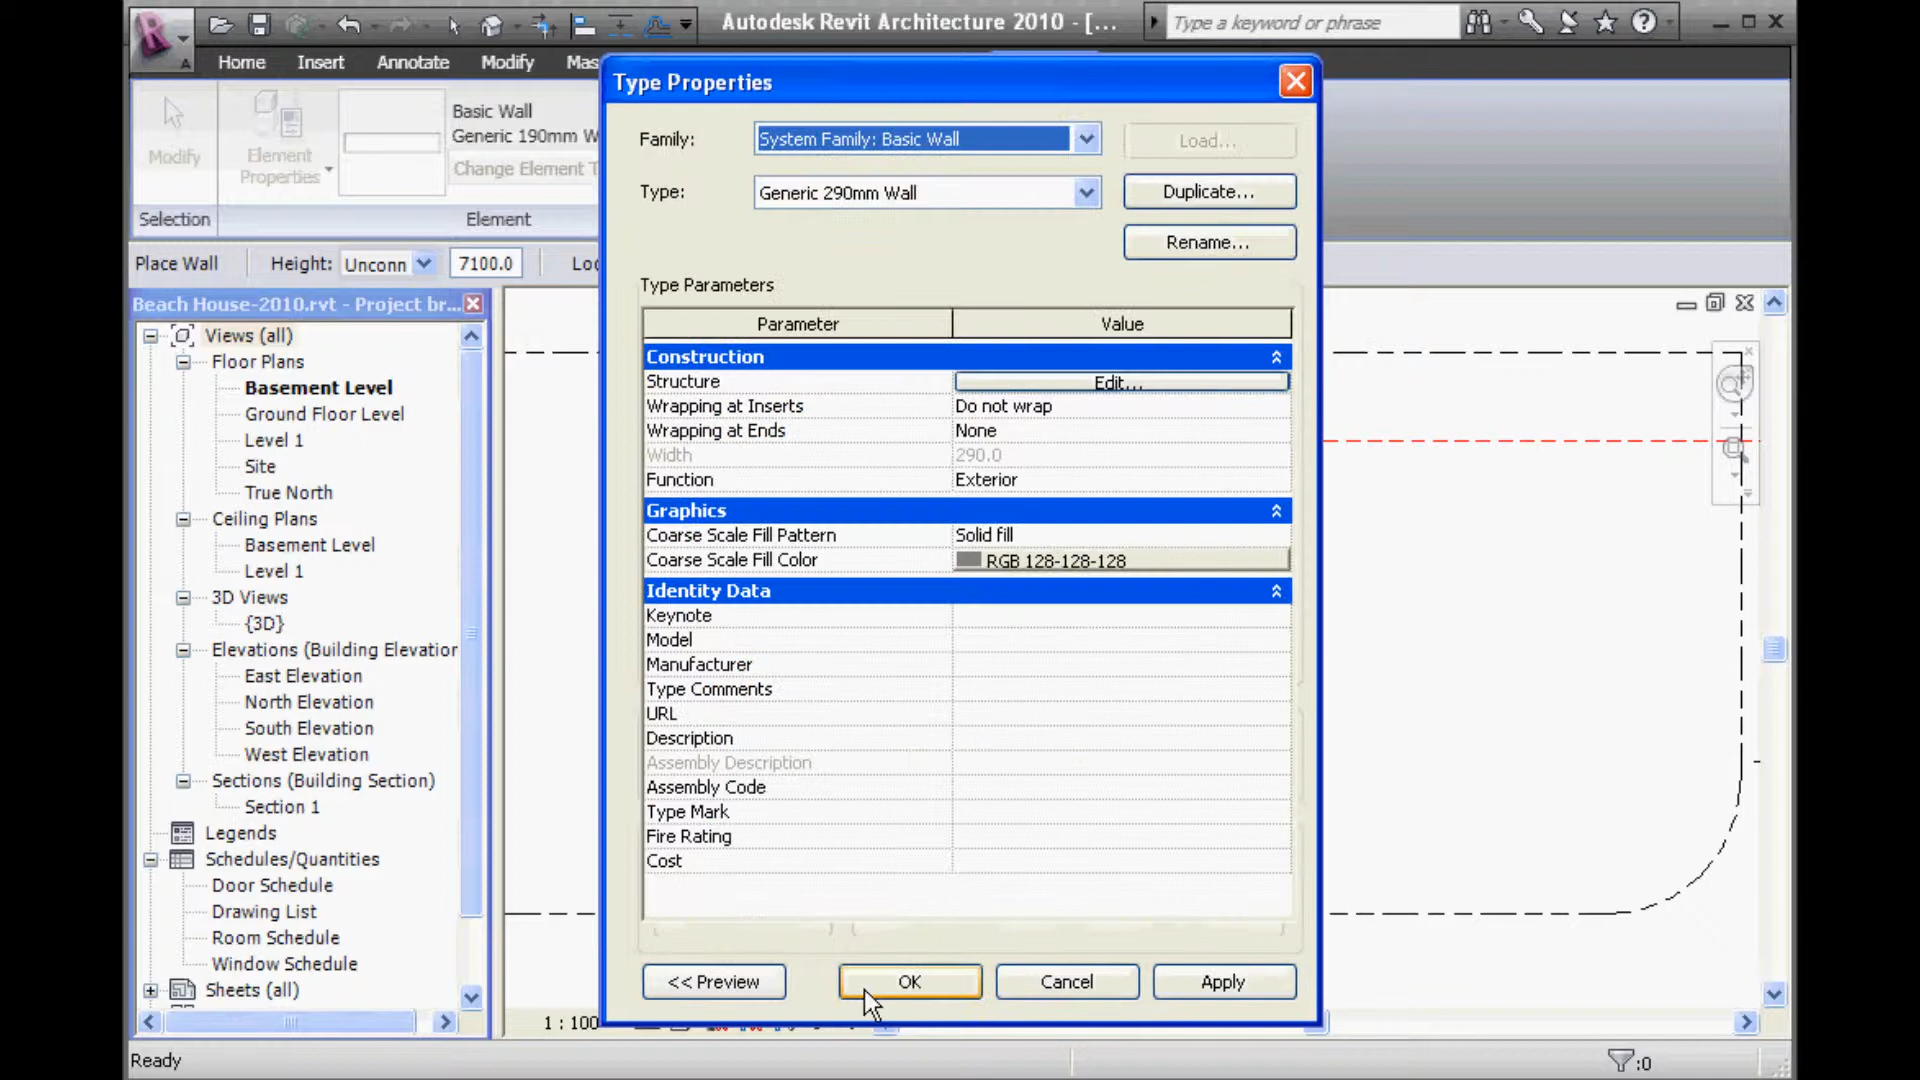 Autodesk Revit Architecture 2010 - [...
Type a keyword or phrase
Home
Insert
Annotate
Modify
Mas
Modify
Element
Properties
Basic Wall
Generic 190mm W
Change Element T
Selection
Element
Place Wall
Height:
Unconn
7100.0
Loc
Beach House-2010.rvt - Project br...
Views (all)
Floor Plans
Basement Level
Ground Floor Level
Level 1
Site
True North
Ceiling Plans
Basement Level
Level 1
3D Views
{3D}
Elevations (Building Elevation
East Elevation
North Elevation
South Elevation
West Elevation
Sections (Building Section)
Section 1
Legends
Schedules/Quantities
Door Schedule
Drawing List
Room Schedule
Window Schedule
Sheets (all)
Type Properties
Family:
System Family: Basic Wall
Load...
Type:
Generic 290mm Wall
Duplicate...
Rename...
Type Parameters
Parameter
Value
Construction
Structure
Edit...
Wrapping at Inserts
Do not wrap
Wrapping at Ends
None
Width
290.0
Function
Exterior
Graphics
Coarse Scale Fill Pattern
Solid fill
Coarse Scale Fill Color
RGB 128-128-128
Identity Data
Keynote
Model
Manufacturer
Type Comments
URL
Description
Assembly Description
Assembly Code
Type Mark
Fire Rating
Cost
<< Preview
OK
Cancel
Apply
1 : 100
Ready
:0